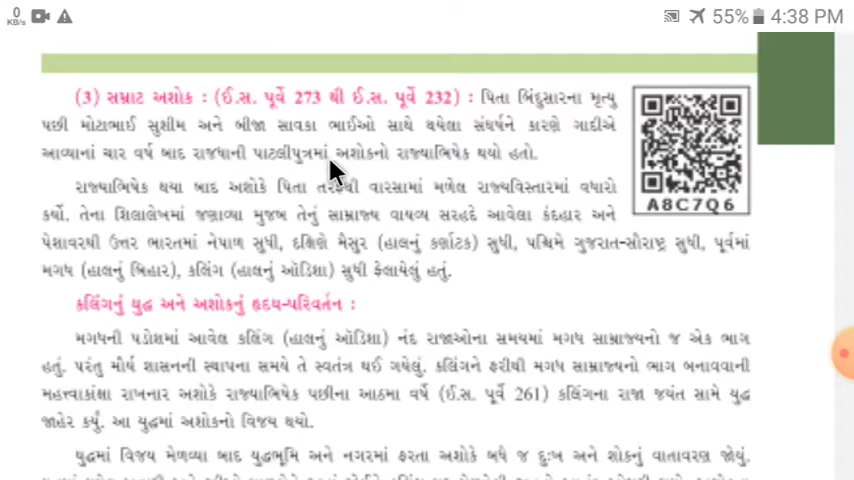 0
KB/s
55% 4:38 PM
(3) સમ્રાટ અશોક : (ઈ.સ. પૂર્વે 273 થી ઈ.સ. પૂર્વે 232) : પિતા બિંદુસારના મૃત્યુ
પછી મોટાભાઈ સુશીમ અને બીજા સાવકા ભાઈઓ સાથે થયેલા સંઘર્ષને કારણે ગાદીએ
આવ્યાનાં ચાર વર્ષ બાદ રાજધાની પાટલીપુત્રમાં અશોકનો રાજ્યાભિષેક થયો હતો.
A8C7Q6
રાજ્યાભિષેક થયા બાદ અશોકે પિતા તરફથી વારસામાં મળેલ રાજ્યવિસ્તારમાં વધારો
કર્યો. તેના શિલાલેખમાં જણાવ્યા મુજબ તેનું સામ્રાજ્ય વાયવ્ય સરહદે આવેલા કંદહાર અને
પેશાવરથી ઉત્તર ભારતમાં નેપાળ સુધી, દક્ષિણે મૈસુર (હાલનું કર્ણાટક) સુધી, પશ્ચિમે ગુજરાત-સૌરાષ્ટ્ર સુધી, પૂર્વમાં
મગધ (હાલનું બિહાર), કલિંગ (હાલનું ઑડિશા) સુધી ફેલાયેલું હતું.
કલિંગનું યુદ્ધ અને અશોકનું હૃદય-પરિવર્તન :
મગધની પડોશમાં આવેલ કલિંગ (હાલનું ઑડિશા) નંદ રાજાઓના સમયમાં મગધ સામ્રાજ્યનો જ એક ભાગ
હતું. પરંતુ મૌર્ય શાસનની સ્થાપના સમયે તે સ્વતંત્ર થઈ ગયેલું. કલિંગને ફરીથી મગધ સામ્રાજ્યનો ભાગ બનાવવાની
મહત્ત્વાકાંક્ષા રાખનાર અશોકે રાજ્યાભિષેક પછીના આઠમા વર્ષે (ઈ.સ. પૂર્વે 261) કલિંગના રાજા જયંત સામે યુદ્ધ
જાહેર કર્યું. આ યુદ્ધમાં અશોકનો વિજય થયો.
યુદ્ધમાં વિજય મેળવ્યા બાદ યુદ્ધભૂમિ અને નગરમાં ફરતા અશોકે બધે જ દુઃખ અને શોકનું વાતાવરણ જોયું.